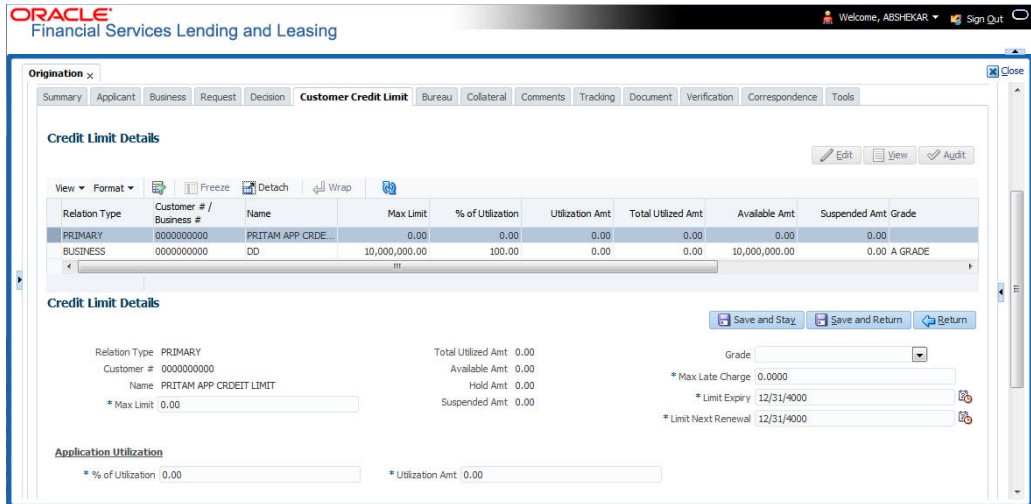 ORACLE®
Financial Services Lending and Leasing
Welcome, ABSHEKAR Sign Out
Origination × Close
Summary Applicant Business Request Decision Customer Credit Limit Bureau Collateral Comments Tracking Document Verification Correspondence Tools
Credit Limit Details
Edit View Audit
View Format Freeze Detach Wrap
Relation Type Customer # / Business # Name Max Limit % of Utilization Utilization Amt Total Utilized Amt Available Amt Suspended Amt Grade
PRIMARY 0000000000 PRITAM APP CRDE... 0.00 0.00 0.00 0.00 0.00 0.00
BUSINESS 0000000000 DD 10,000,000.00 100.00 0.00 0.00 10,000,000.00 0.00 A GRADE
Credit Limit Details
Save and Stay Save and Return Return
Relation Type PRIMARY
Customer # 0000000000
Name PRITAM APP CRDEIT LIMIT
* Max Limit 0.00
Total Utilized Amt 0.00
Available Amt 0.00
Hold Amt 0.00
Suspended Amt 0.00
Grade
* Max Late Charge 0.0000
* Limit Expiry 12/31/4000
* Limit Next Renewal 12/31/4000
Application Utilization
* % of Utilization 0.00 * Utilization Amt 0.00